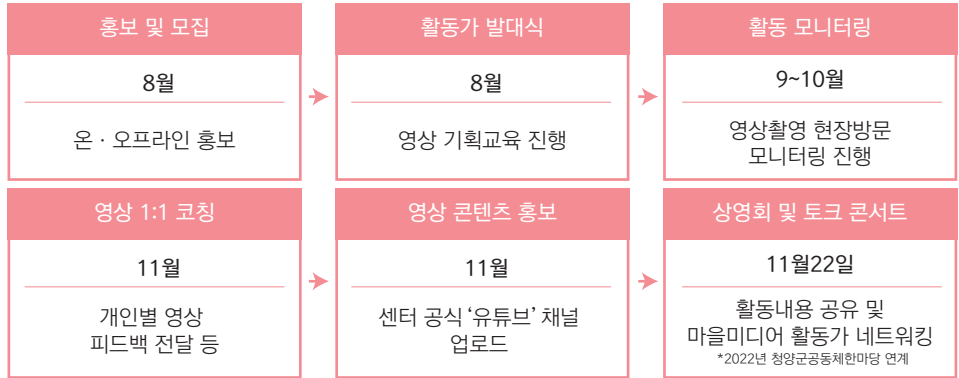 홍보 및 모집
8월
온 · 오프라인 홍보
활동가 발대식
8월
영상 기획교육 진행
활동 모니터링
9~10월
영상촬영 현장방문
모니터링 진행
영상 1:1 코칭
11월
개인별 영상
피드백 전달 등
영상 콘텐츠 홍보
11월
센터 공식 ‘유튜브’ 채널
업로드
상영회 및 토크 콘서트
11월22일
활동내용 공유 및
마을미디어 활동가 네트워킹
*2022년 청양군공동체한마당 연계